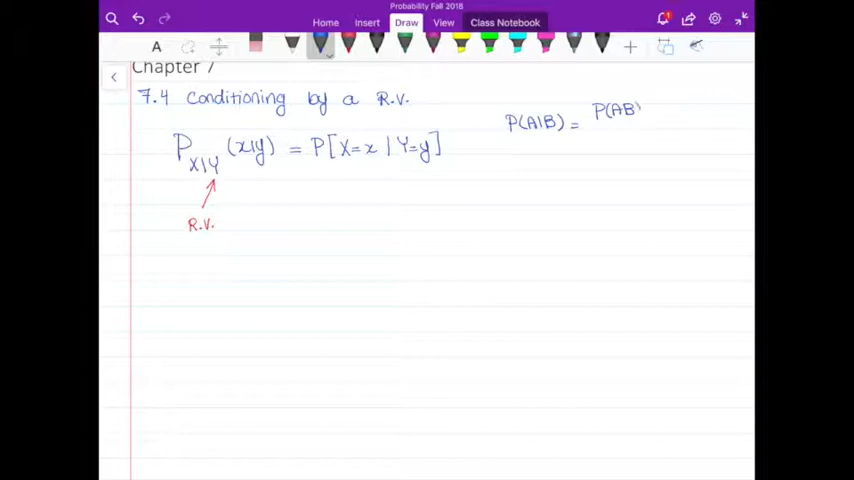 Probability Fall 2018
Home Insert Draw View Class Notebook
A
Chapter 7
7.4 Conditioning by a R.V.
P(A|B) = P(AB)
P_{X|Y}(x|y) = P[X=x | Y=y]
R.V.